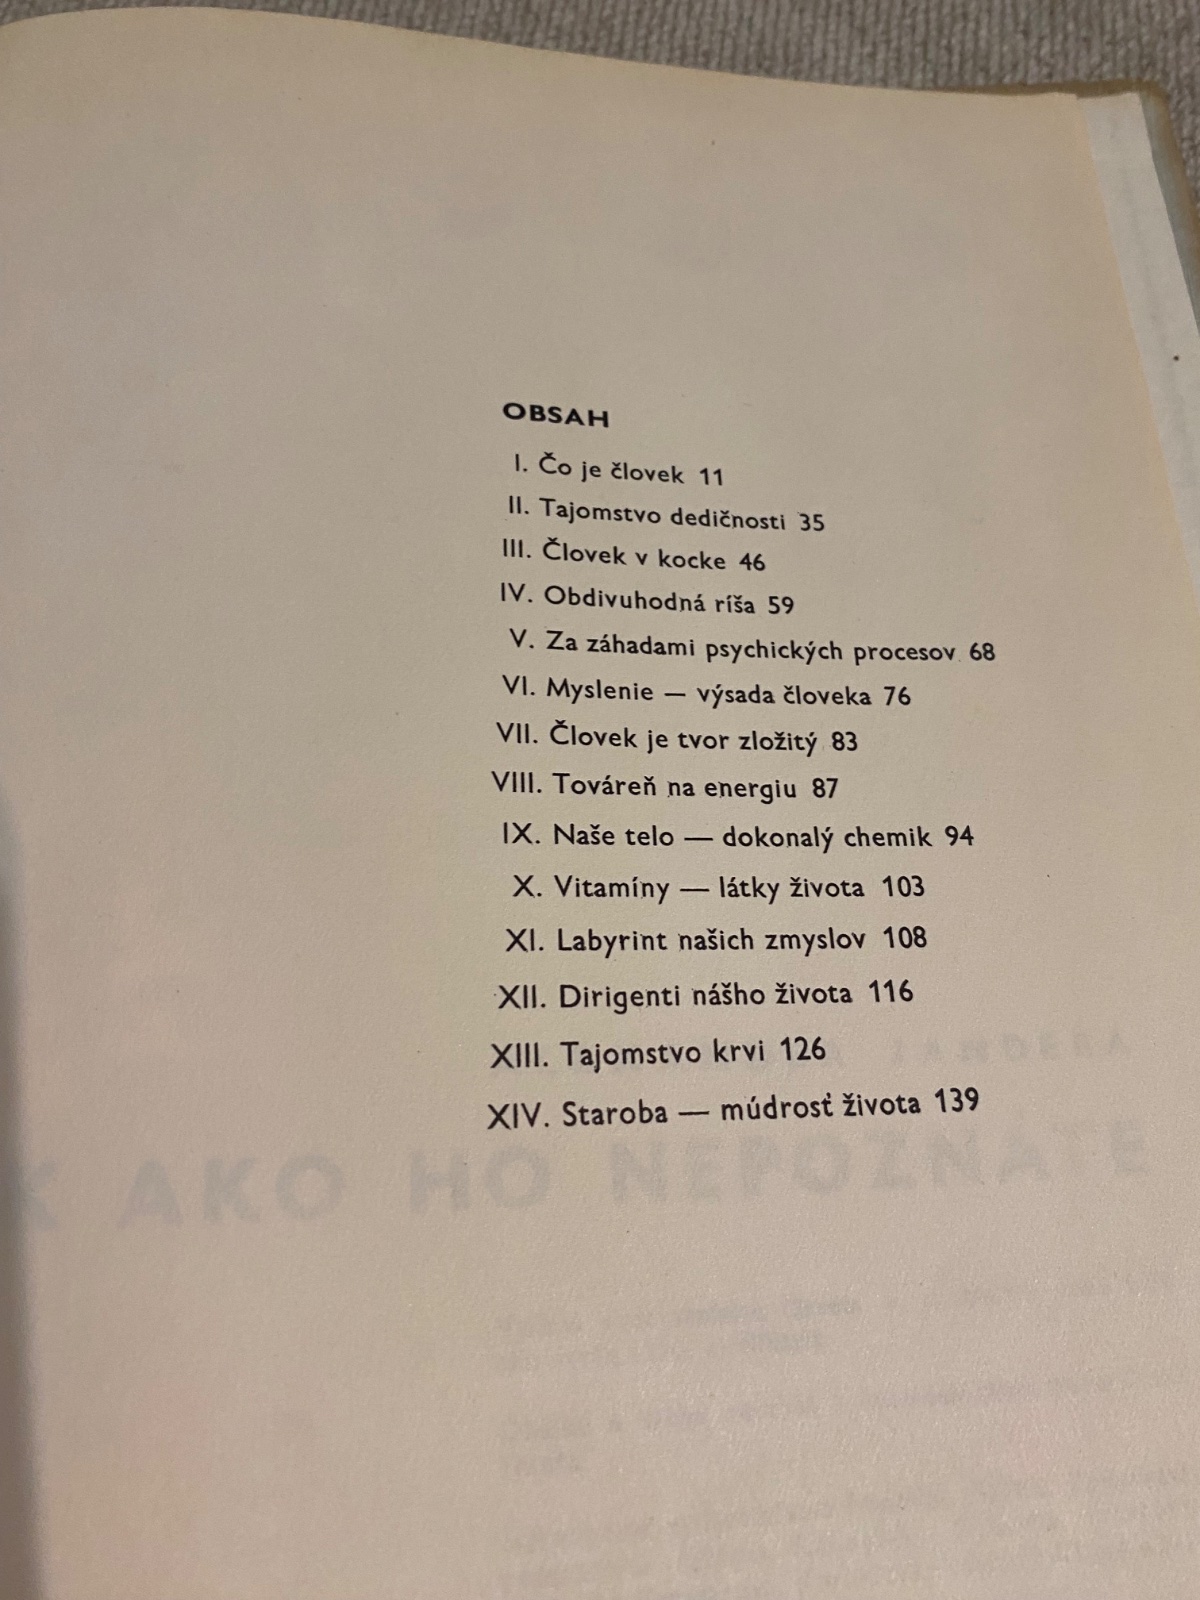 OBSAH
I. Čo je človek 11
II. Tajomstvo dedičnosti 35
III. Človek v kocke 46
IV. Obdivuhodná ríša 59
V. Za záhadami psychických procesov 68
VI. Myslenie — výsada človeka 76
VII. Človek je tvor zložitý 83
VIII. Továreň na energiu 87
IX. Naše telo — dokonalý chemik 94
X. Vitamíny — látky života 103
XI. Labyrint našich zmyslov 108
XII. Dirigenti nášho života 116
XIII. Tajomstvo krvi 126
XIV. Staroba — múdrosť života 139
AKO HO NEPOZNÁTE